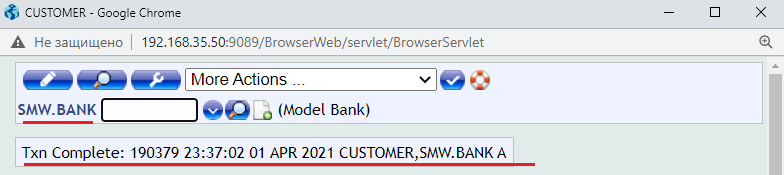 CUSTOMER - Google Chrome
Не защищено 192.168.35.50:9089/BrowserWeb/servlet/BrowserServlet
More Actions ...
SMW.BANK (Model Bank)
Txn Complete: 190379 23:37:02 01 APR 2021 CUSTOMER,SMW.BANK A